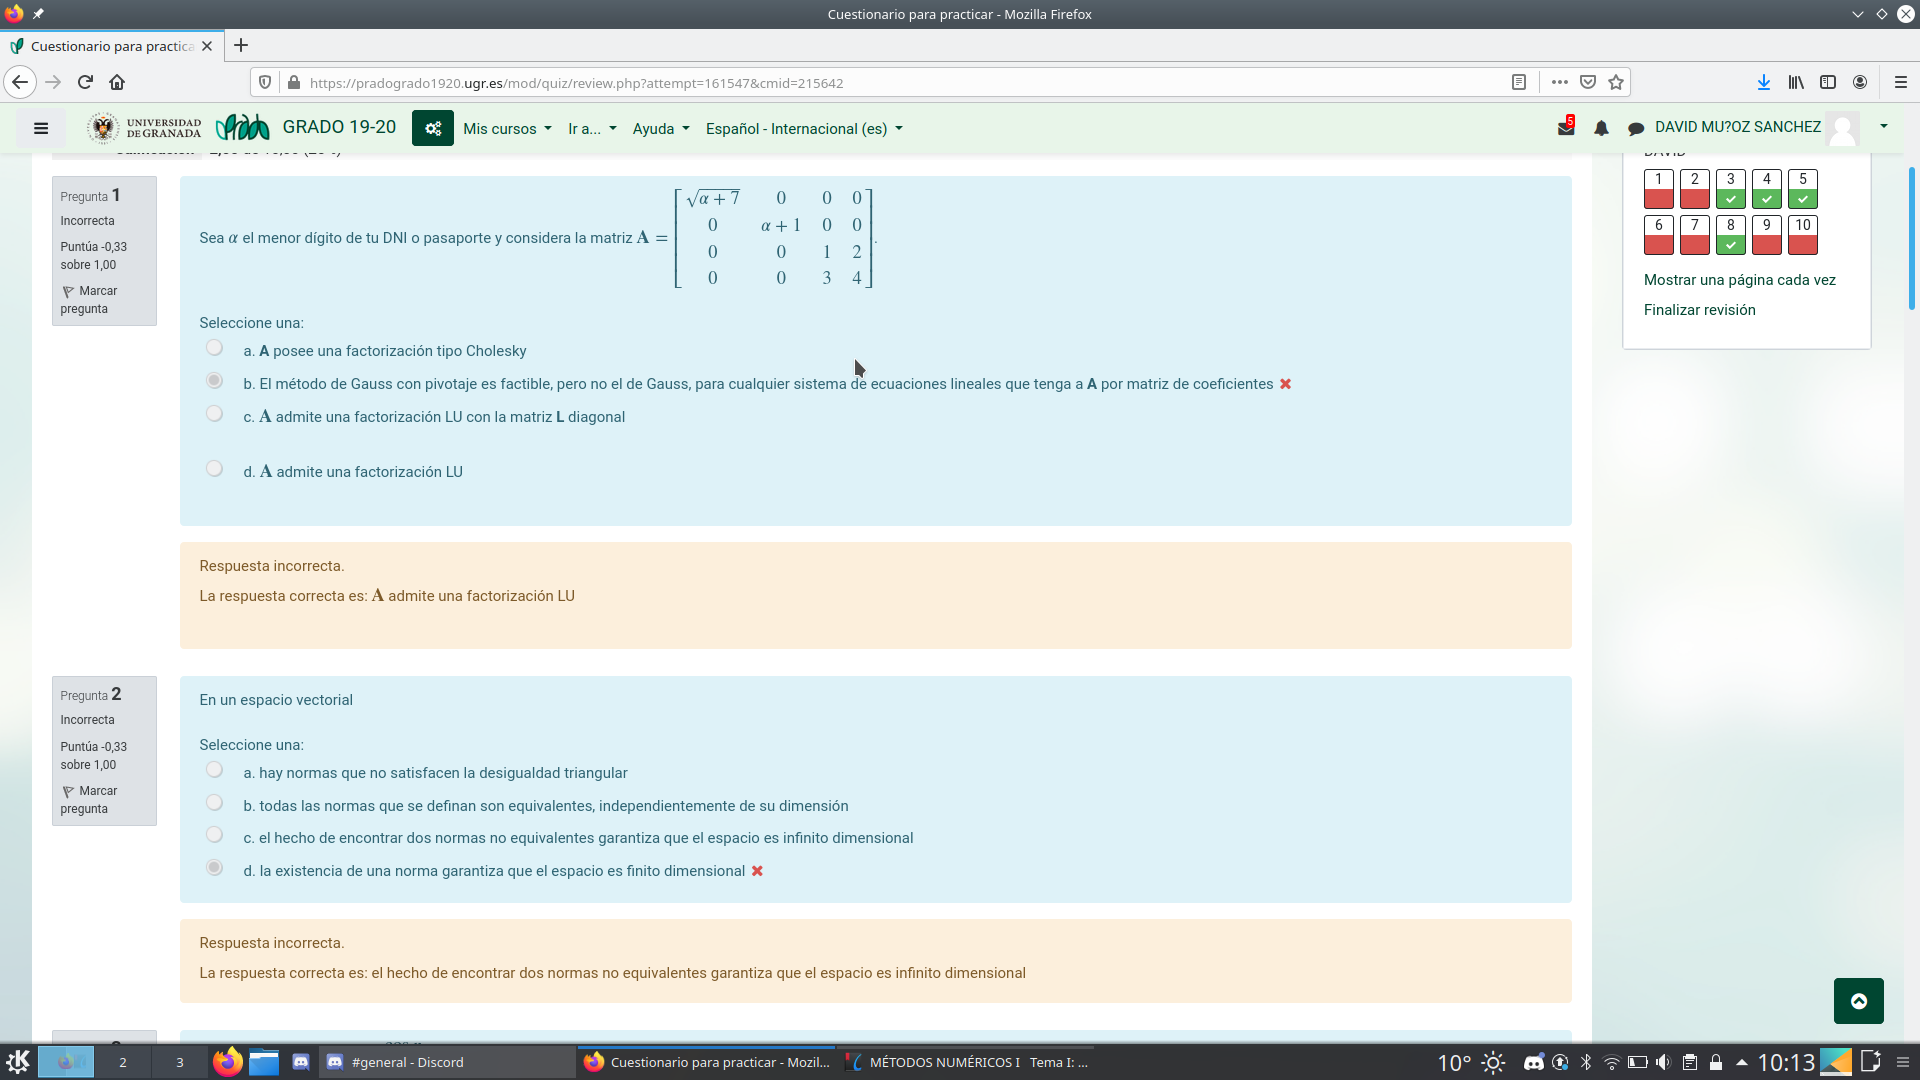 Cuestionario para practicar - Mozilla Firefox
Cuestionario para practica
https://pradogrado1920.ugr.es/mod/quiz/review.php?attempt=161547&cmid=215642
UNIVERSIDAD DE GRANADA
GRADO 19-20
Mis cursos
Ir a...
Ayuda
Español - Internacional (es)
5
DAVID MU?OZ SANCHEZ
Pregunta 1
Incorrecta
Puntúa -0,33
sobre 1,00
Marcar
pregunta
Sea α el menor dígito de tu DNI o pasaporte y considera la matriz A =
√α + 7 0 0 0
0 α + 1 0 0
0 0 1 2
0 0 3 4
.
Seleccione una:
a. A posee una factorización tipo Cholesky
b. El método de Gauss con pivotaje es factible, pero no el de Gauss, para cualquier sistema de ecuaciones lineales que tenga a A por matriz de coeficientes
c. A admite una factorización LU con la matriz L diagonal
d. A admite una factorización LU
Respuesta incorrecta.
La respuesta correcta es: A admite una factorización LU
Pregunta 2
Incorrecta
Puntúa -0,33
sobre 1,00
Marcar
pregunta
En un espacio vectorial
Seleccione una:
a. hay normas que no satisfacen la desigualdad triangular
b. todas las normas que se definan son equivalentes, independientemente de su dimensión
c. el hecho de encontrar dos normas no equivalentes garantiza que el espacio es infinito dimensional
d. la existencia de una norma garantiza que el espacio es finito dimensional
Respuesta incorrecta.
La respuesta correcta es: el hecho de encontrar dos normas no equivalentes garantiza que el espacio es infinito dimensional
1 2 3 4 5
6 7 8 9 10
Mostrar una página cada vez
Finalizar revisión
2
3
#general - Discord
Cuestionario para practicar - Mozil...
MÉTODOS NUMÉRICOS I Tema I: ...
10°
10:13